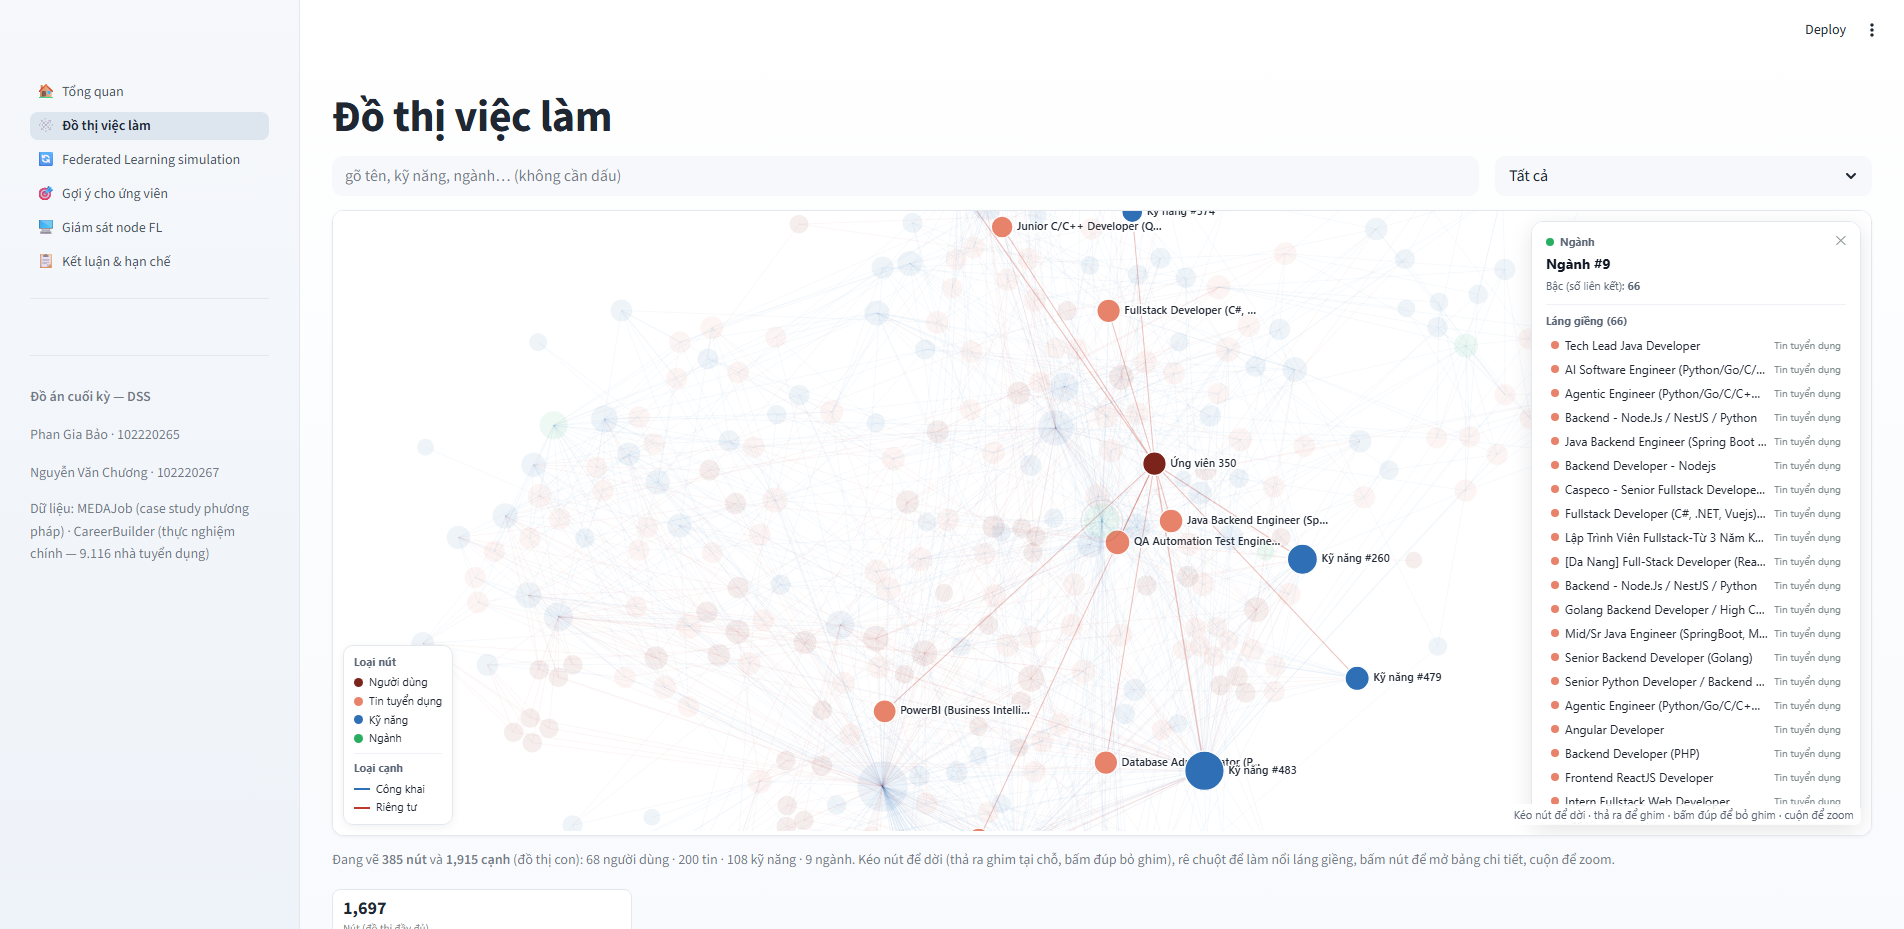 Deploy
Tổng quan
Đồ thị việc làm
Federated Learning simulation
Gợi ý cho ứng viên
Giám sát node FL
Kết luận & hạn chế
Đồ án cuối kỳ — DSS
Phan Gia Bảo · 102220265
Nguyễn Văn Chương · 102220267
Dữ liệu: MEDAJob (case study phương
pháp) · CareerBuilder (thực nghiệm
chính — 9.116 nhà tuyển dụng)
Đồ thị việc làm
gõ tên, kỹ năng, ngành… (không cần dấu)
Tất cả
Kỹ năng #374
Junior C/C++ Developer (Q...
Fullstack Developer (C#, ...
Ứng viên 350
Java Backend Engineer (Sp...
QA Automation Test Engine...
Kỹ năng #260
Kỹ năng #479
PowerBI (Business Intelli...
Database (P...
Kỹ năng #483
Loại nút
Người dùng
Tin tuyển dụng
Kỹ năng
Ngành
Loại cạnh
Công khai
Riêng tư
Ngành
Ngành #9
Bậc (số liên kết): 66
Láng giềng (66)
Tech Lead Java Developer Tin tuyển dụng
AI Software Engineer (Python/Go/C/... Tin tuyển dụng
Agentic Engineer (Python/Go/C/C+... Tin tuyển dụng
Backend - Node.Js / NestJS / Python Tin tuyển dụng
Java Backend Engineer (Spring Boot ... Tin tuyển dụng
Backend Developer - Nodejs Tin tuyển dụng
Caspeco - Senior Fullstack Develope... Tin tuyển dụng
Fullstack Developer (C#, .NET, Vuejs)... Tin tuyển dụng
Lập Trình Viên Fullstack-Từ 3 Năm K... Tin tuyển dụng
[Da Nang] Full-Stack Developer (Rea... Tin tuyển dụng
Backend - Node.Js / NestJS / Python Tin tuyển dụng
Golang Backend Developer / High C... Tin tuyển dụng
Mid/Sr Java Engineer (SpringBoot, M... Tin tuyển dụng
Senior Backend Developer (Golang) Tin tuyển dụng
Senior Python Developer / Backend ... Tin tuyển dụng
Agentic Engineer (Python/Go/C/C+... Tin tuyển dụng
Angular Developer Tin tuyển dụng
Backend Developer (PHP) Tin tuyển dụng
Frontend ReactJS Developer Tin tuyển dụng
Intern Fullstack Web Developer Tin tuyển dụng
Kéo nút để dời · thả ra để ghim · bấm đúp để bỏ ghim · cuộn để zoom
Đang vẽ 385 nút và 1,915 cạnh (đồ thị con): 68 người dùng · 200 tin · 108 kỹ năng · 9 ngành. Kéo nút để dời (thả ra ghim tại chỗ, bấm đúp bỏ ghim), rê chuột để làm nổi láng giềng, bấm nút để mở bảng chi tiết, cuộn để zoom.
1,697
Nút (đồ thị đầy đủ)